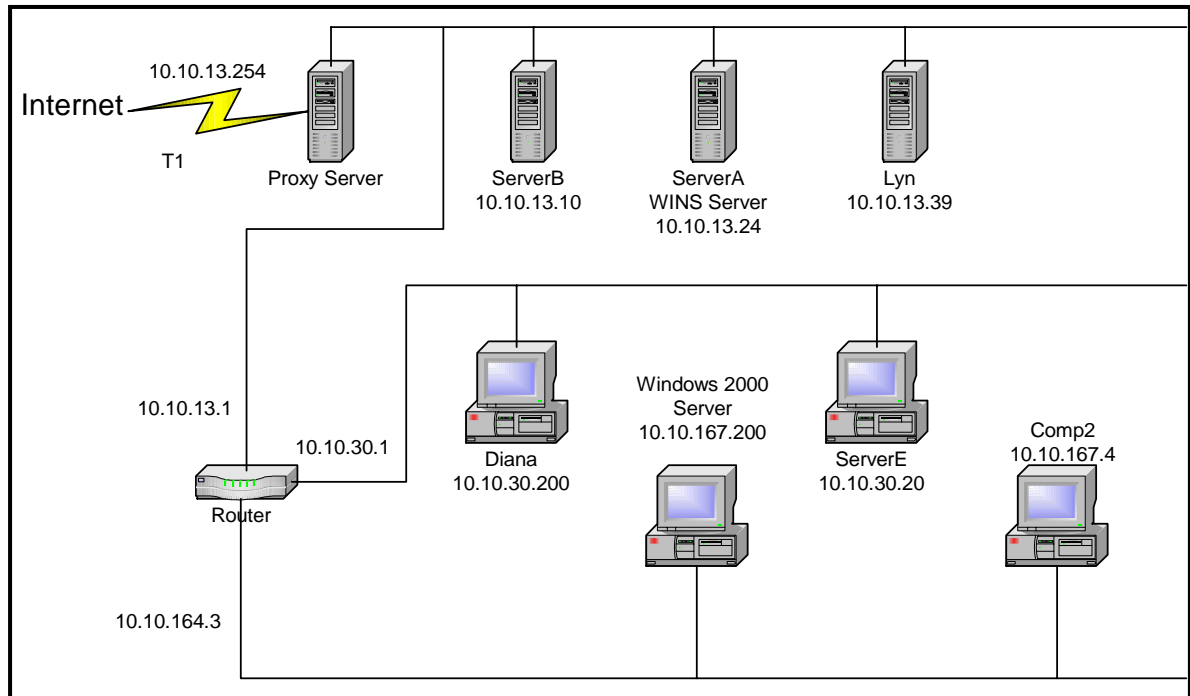 10.10.13.254
Internet
T1
Proxy Server
ServerB
10.10.13.10
ServerA
WINS Server
10.10.13.24
Lyn
10.10.13.39
10.10.13.1
10.10.30.1
Router
10.10.164.3
Diana
10.10.30.200
Windows 2000
Server
10.10.167.200
ServerE
10.10.30.20
Comp2
10.10.167.4